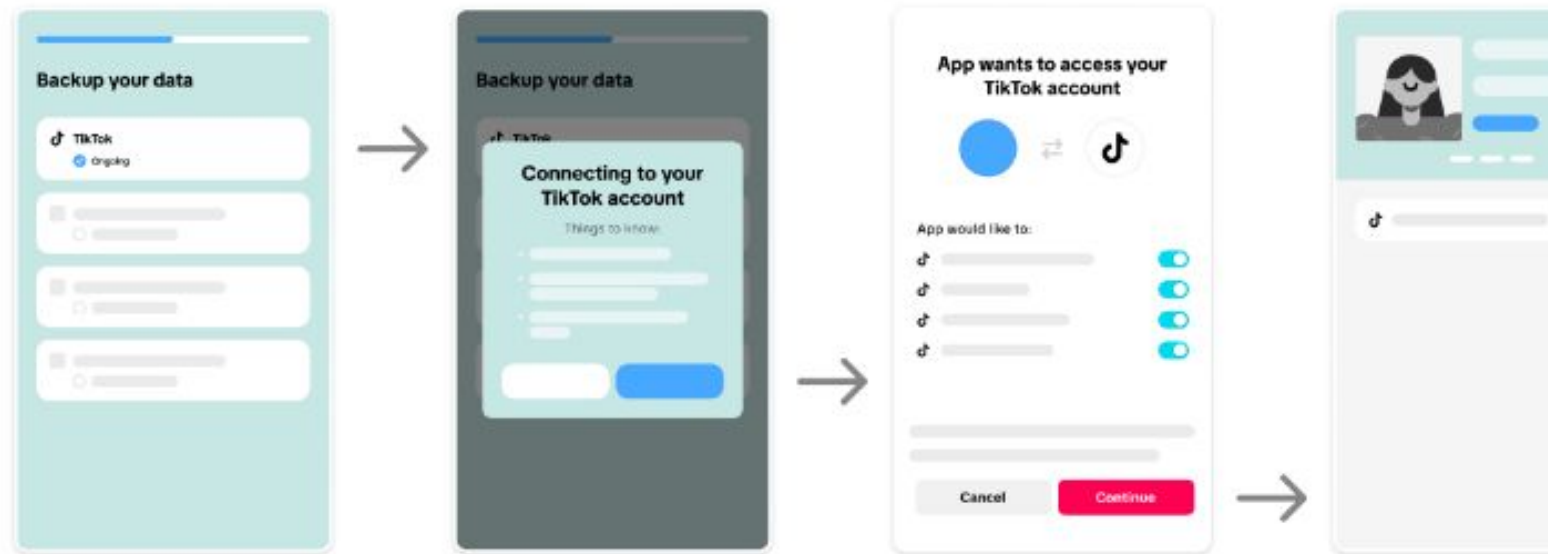 Backup your data
TikTok
Ongoing
Backup your data
TikTok
Connecting to your
TikTok account
Things to know:
App wants to access your
TikTok account
App would like to:
Cancel
Continue